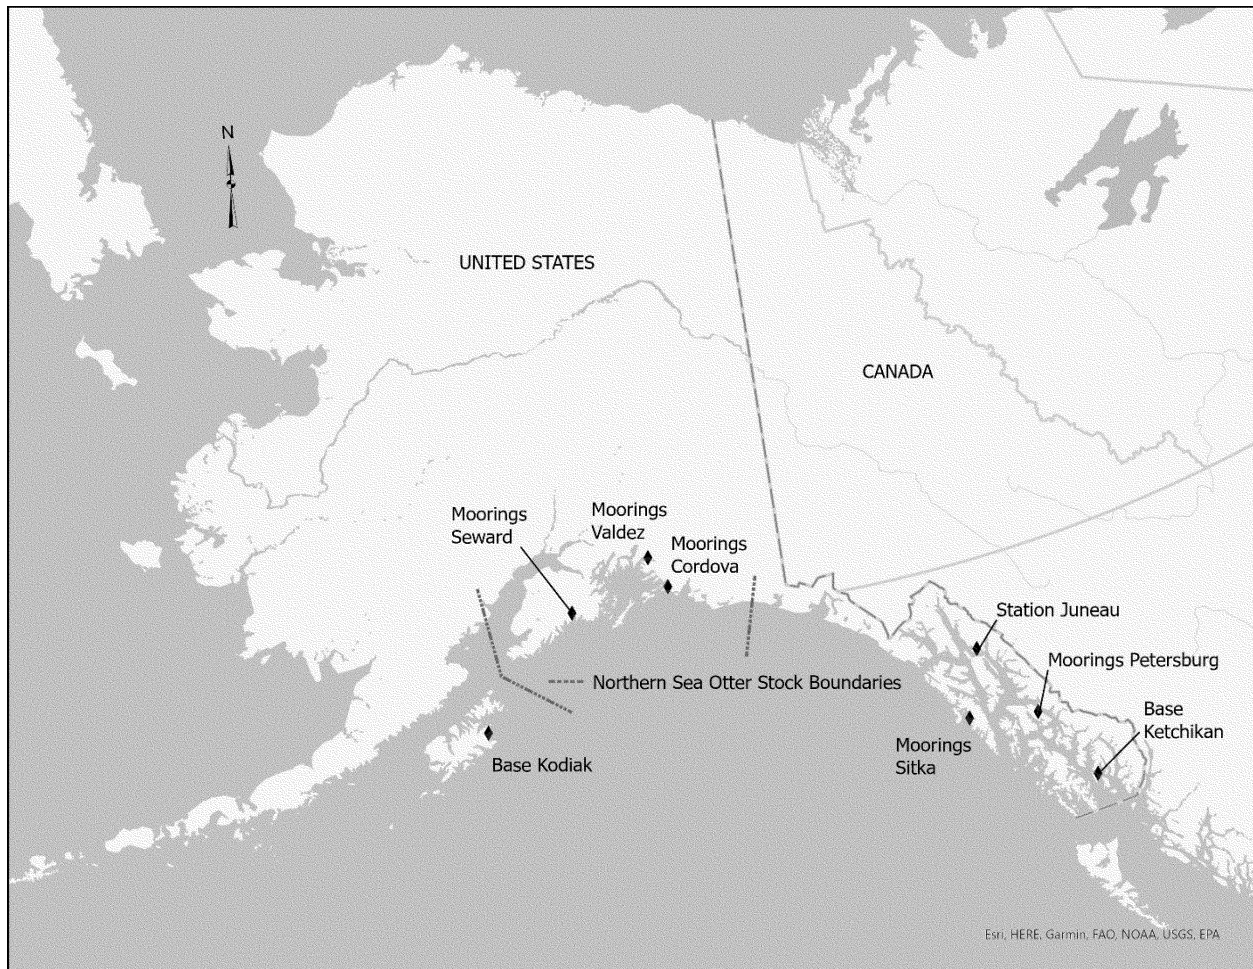 N
UNITED STATES
CANADA
Moorings
Seward
Moorings
Valdez
Moorings
Cordova
Station Juneau
Moorings Petersburg
Northern Sea Otter Stock Boundaries
Base
Ketchikan
Moorings
Sitka
Base Kodiak
Esri, HERE, Garmin, FAO, NOAA, USGS, EPA